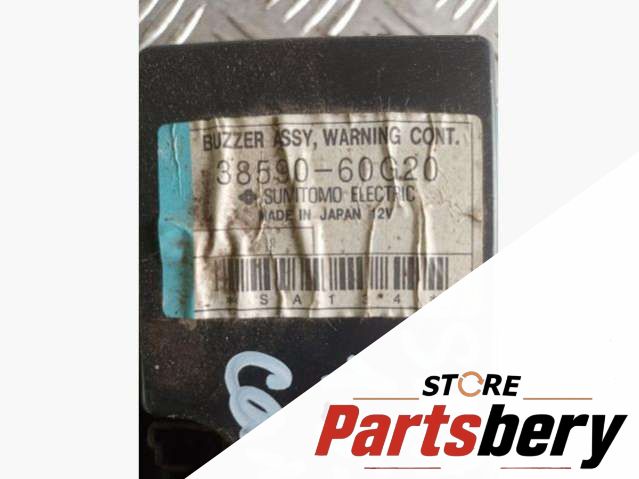 BUZZER ASSY, WARNING CONT.
38590-60G20
SUMITOMO ELECTRIC
MADE IN JAPAN 12V
STORE
Partsbery